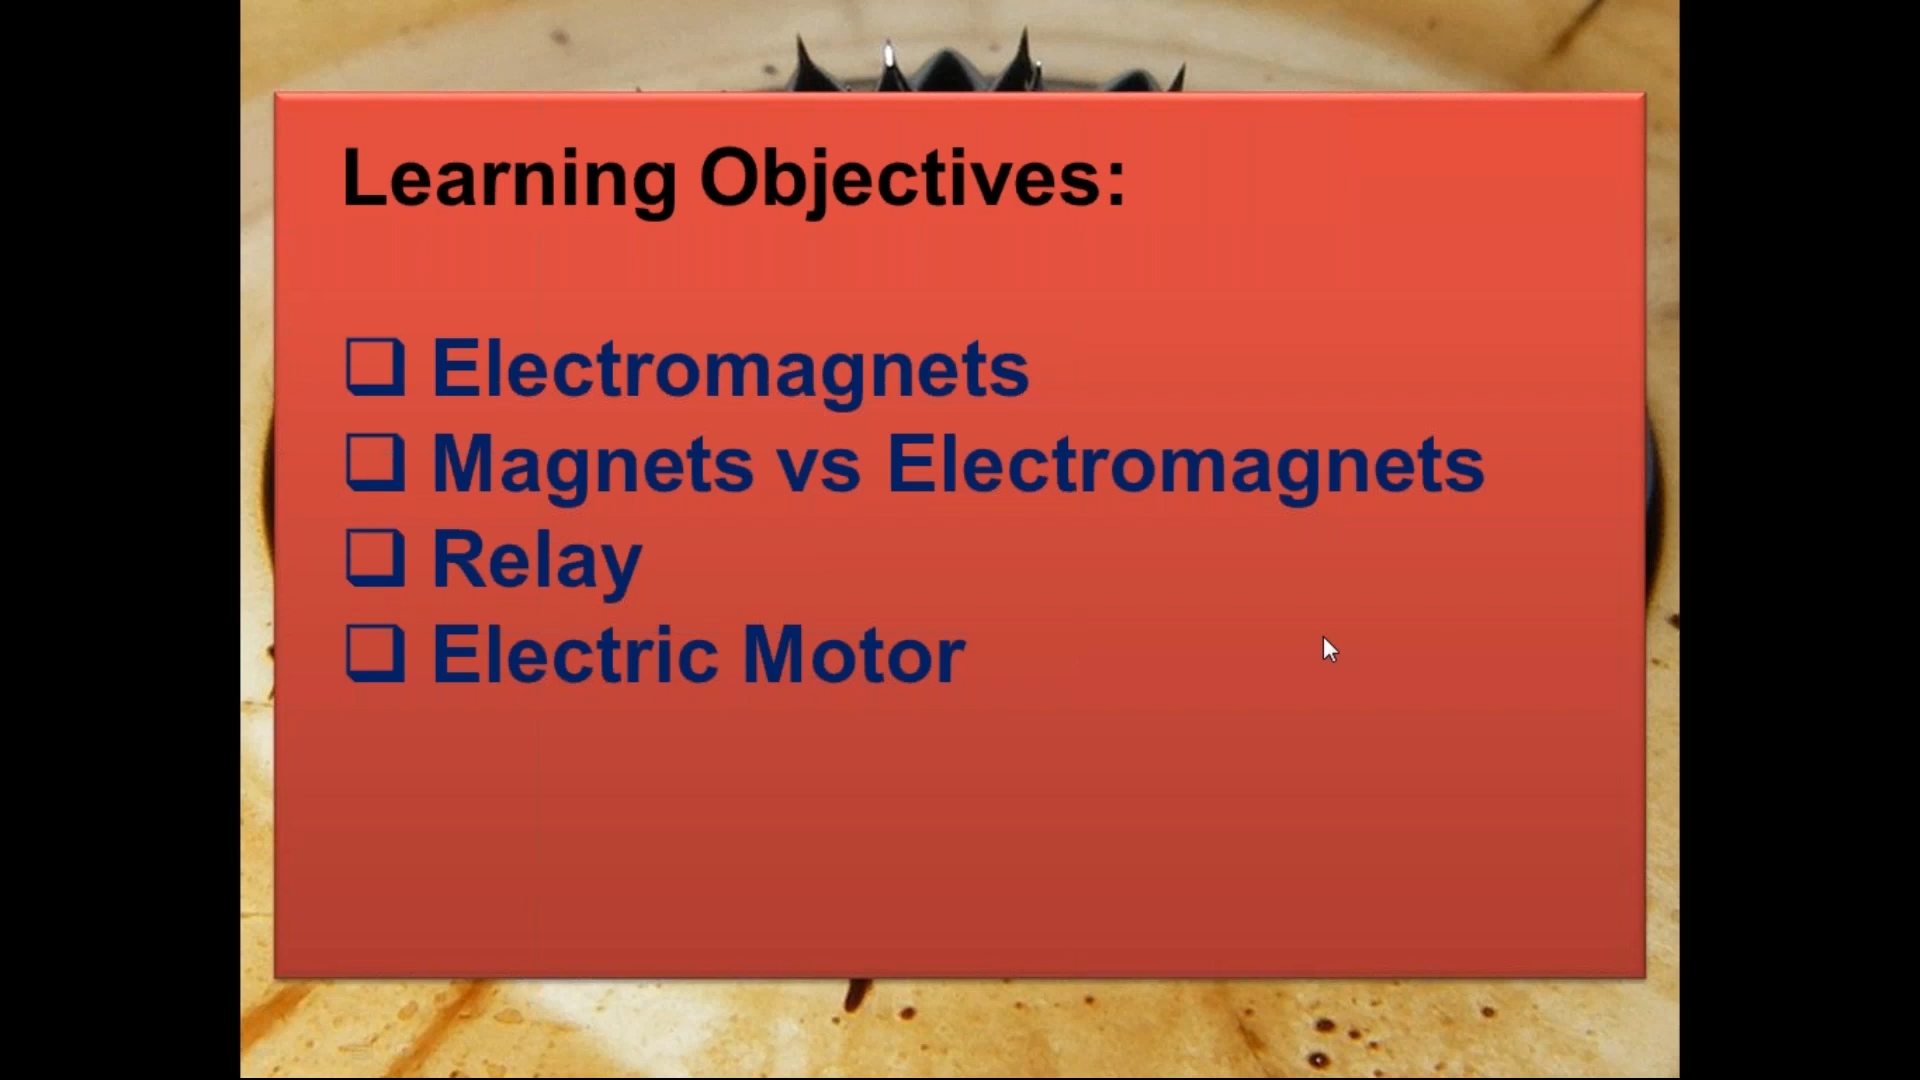 Learning Objectives:
❑ Electromagnets
❑ Magnets vs Electromagnets
❑ Relay
❑ Electric Motor